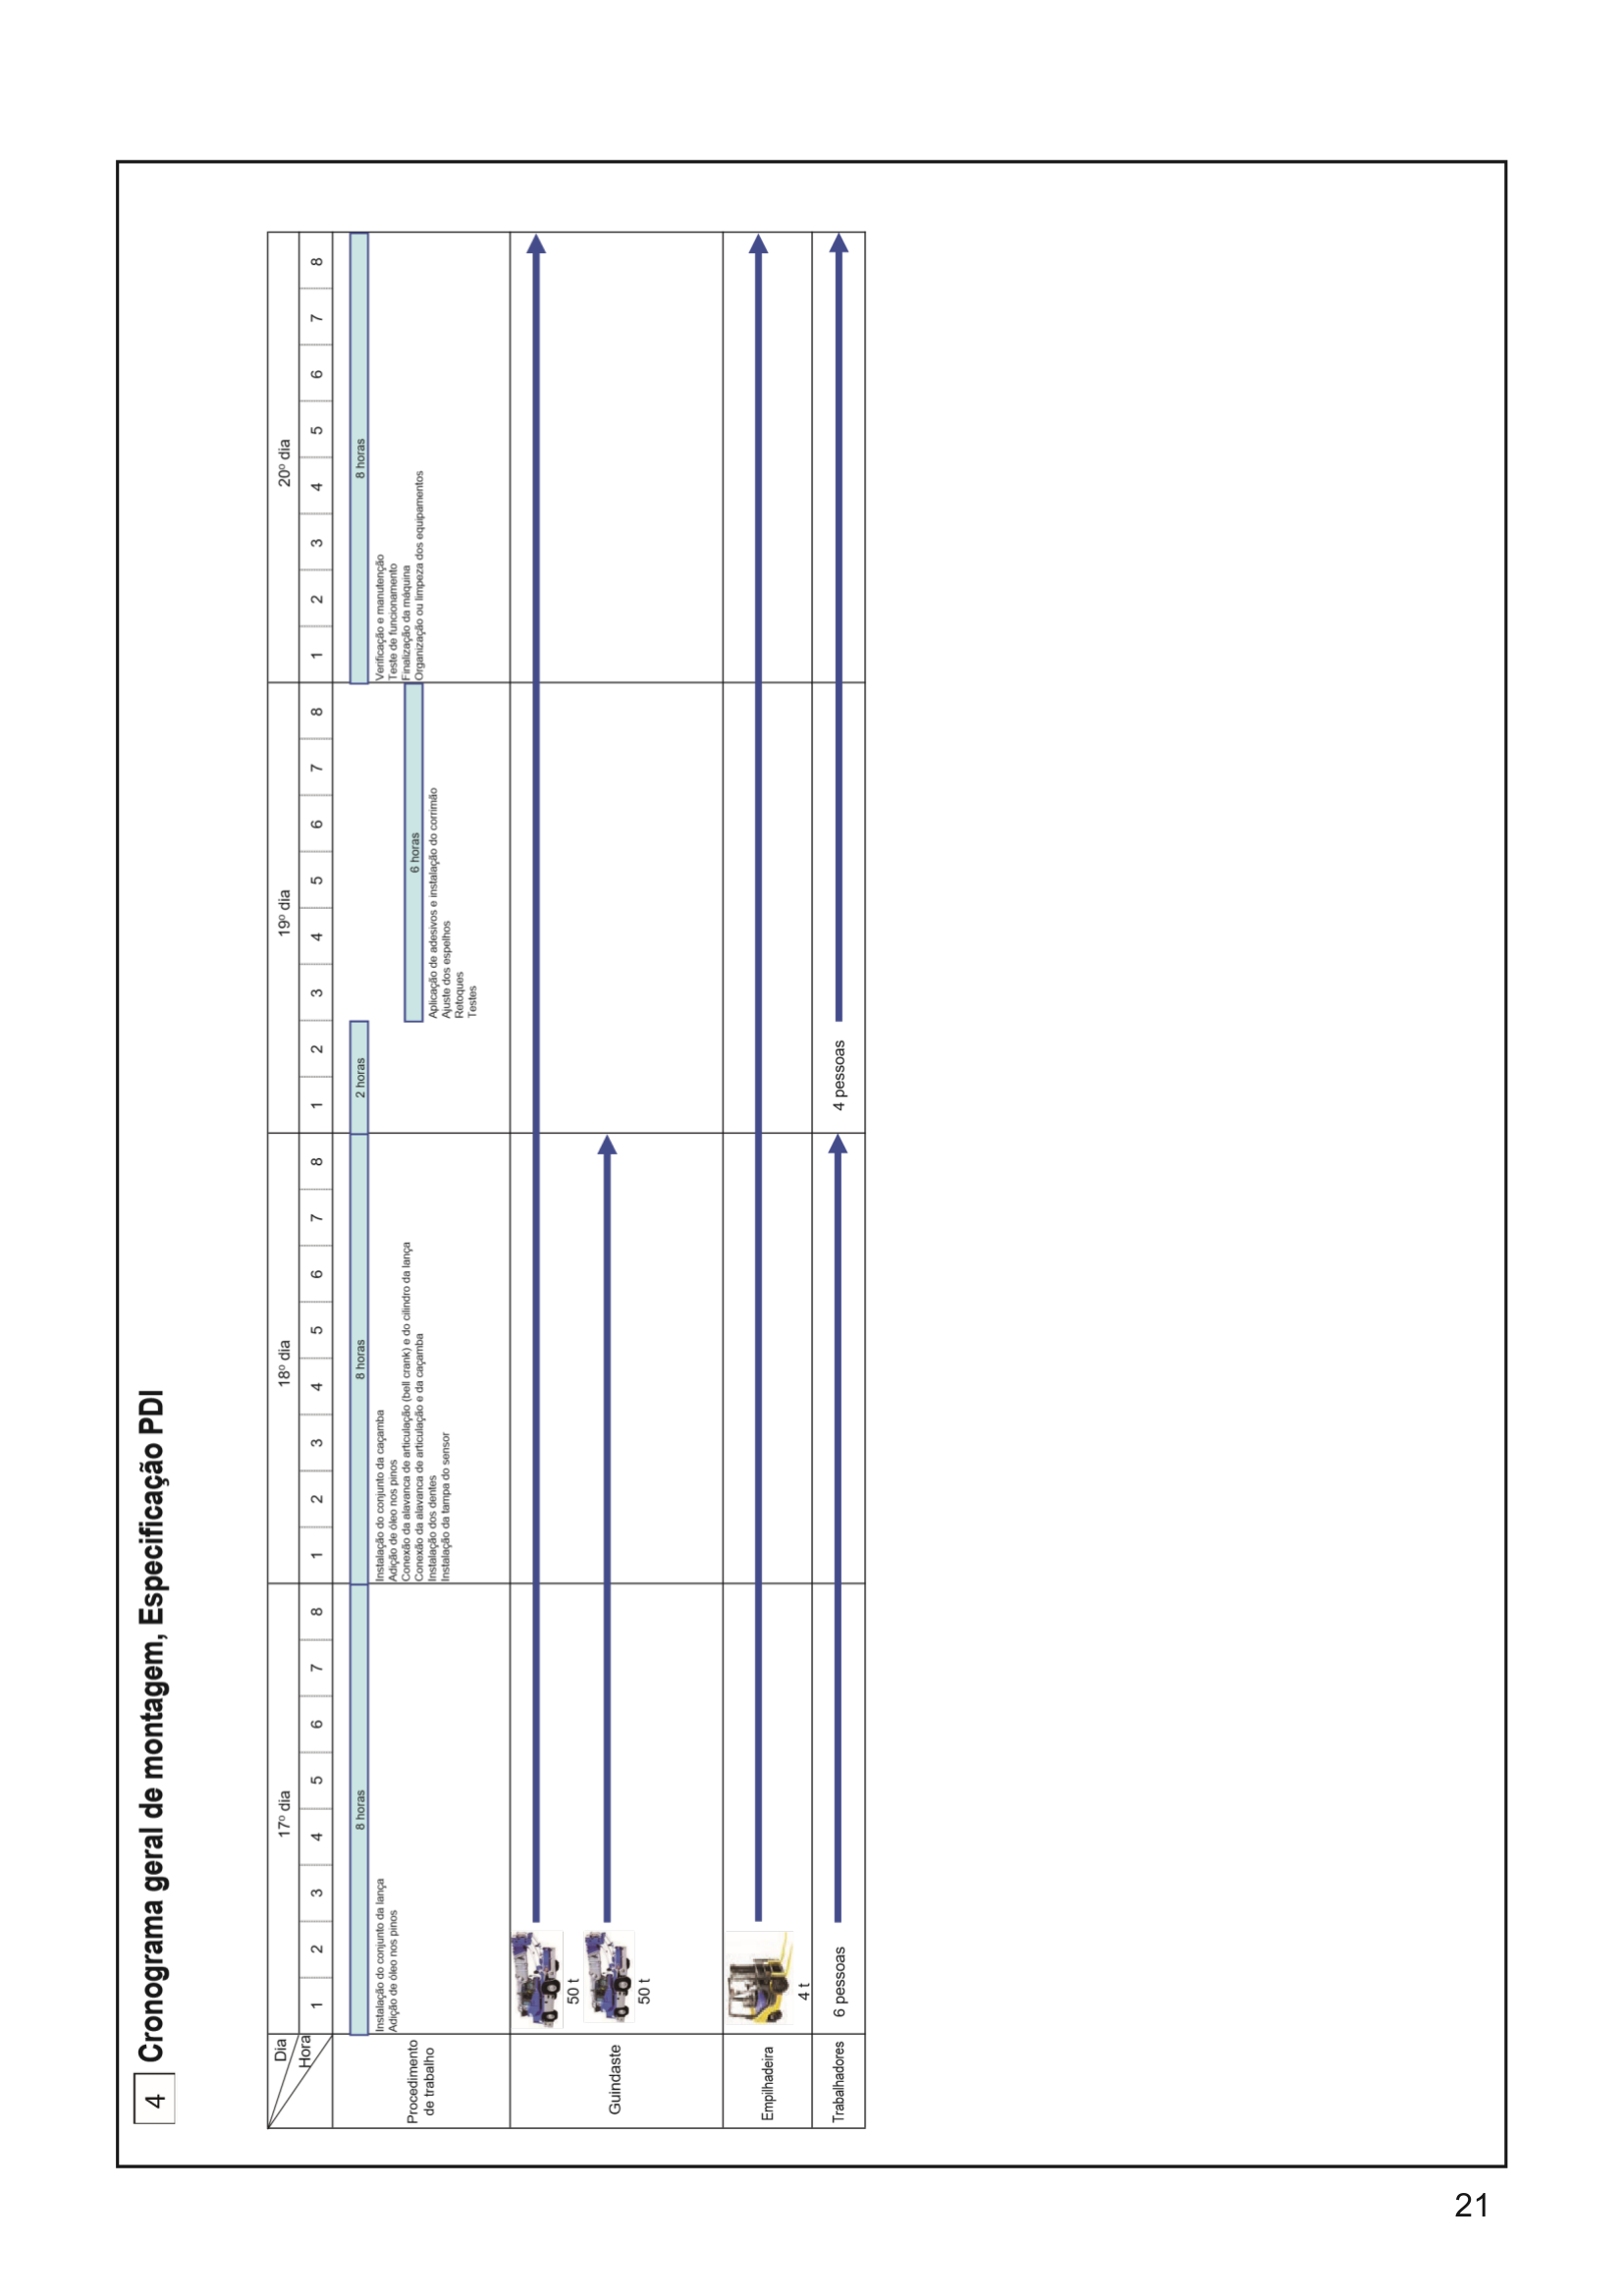 4 Cronograma geral de montagem, Especificação PDI
Dia
Hora
17º dia
18º dia
19º dia
20º dia
1 2 3 4 5 6 7 8 1 2 3 4 5 6 7 8 1 2 3 4 5 6 7 8 1 2 3 4 5 6 7 8
Procedimento
de trabalho
8 horas
Instalação do conjunto da lança
Adição de óleo nos pinos
8 horas
Instalação do conjunto da caçamba
Adição de óleo nos pinos
Conexão da alavanca de articulação (bell crank) e do cilindro da lança
Conexão da alavanca de articulação e da caçamba
Instalação dos dentes
Instalação da tampa do sensor
2 horas
6 horas
Aplicação de adesivos e instalação do corrimão
Ajuste dos espelhos
Retoques
Testes
8 horas
Verificação e manutenção
Teste de funcionamento
Finalização da máquina
Organização ou limpeza dos equipamentos
Guindaste
50 t
50 t
Empilhadeira
4 t
Trabalhadores
6 pessoas
4 pessoas
21